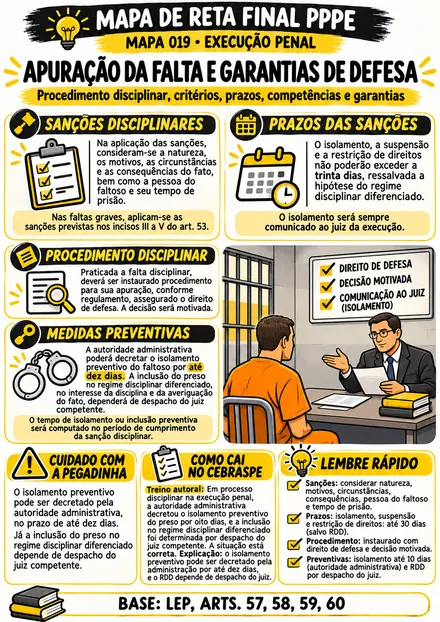 MAPA DE RETA FINAL PPPE
MAPA 019 • EXECUÇÃO PENAL
APURAÇÃO DA FALTA E GARANTIAS DE DEFESA
Procedimento disciplinar, critérios, prazos, competências e garantias
SANÇÕES DISCIPLINARES
Na aplicação das sanções,
consideram-se a natureza,
os motivos, as circunstâncias
e as consequências do fato,
bem como a pessoa do
faltoso e seu tempo de
prisão.
Nas faltas graves, aplicam-se as
sanções previstas nos incisos III a V do art. 53.
PRAZOS DAS SANÇÕES
O isolamento, a suspensão
e a restrição de direitos
não poderão exceder a
trinta dias, ressalvada a
hipótese do regime
disciplinar diferenciado.
O isolamento será sempre
comunicado ao juiz da execução.
PROCEDIMENTO DISCIPLINAR
Praticada a falta disciplinar,
deverá ser instaurado procedimento
para sua apuração, conforme
regulamento, assegurado o direito
de defesa. A decisão será motivada.
DIREITO DE DEFESA
DECISÃO MOTIVADA
COMUNICAÇÃO AO JUIZ
(ISOLAMENTO)
MEDIDAS PREVENTIVAS
A autoridade administrativa
poderá decretar o isolamento
preventivo do faltoso por até
dez dias. A inclusão do preso
no regime disciplinar diferenciado,
no interesse da disciplina e da averiguação
do fato, dependerá de despacho do juiz
competente.
O tempo de isolamento ou inclusão preventiva
será computado no período de cumprimento
da sanção disciplinar.
CUIDADO COM
A PEGADINHA
O isolamento preventivo
pode ser decretado pela
autoridade administrativa,
no prazo de até dez dias.
Já a inclusão do preso no
regime disciplinar diferenciado
depende de despacho do
juiz competente.
COMO CAI
NO CEBRASPE
Treino autoral: Em processo
disciplinar na execução penal,
a autoridade administrativa
decretou o isolamento preventivo
do preso por oito dias, e a inclusão
no regime disciplinar diferenciado
foi determinada por despacho
do juiz competente. A situação
está correta. Explicação: o isolamento
preventivo pode ser decretado pela
administração por até dez dias,
e o RDD depende de despacho do juiz.
LEMBRE RÁPIDO
Sanções: considerar natureza,
motivos, circunstâncias,
consequências, pessoa do faltoso
e tempo de prisão.
Prazos: isolamento, suspensão
e restrição de direitos: até 30 dias
(salvo RDD).
Procedimento: instaurado com
direito de defesa e decisão motivada.
Preventivas: isolamento até 10 dias
(autoridade administrativa) e RDD
por despacho do juiz.
BASE: LEP, ARTS. 57, 58, 59, 60